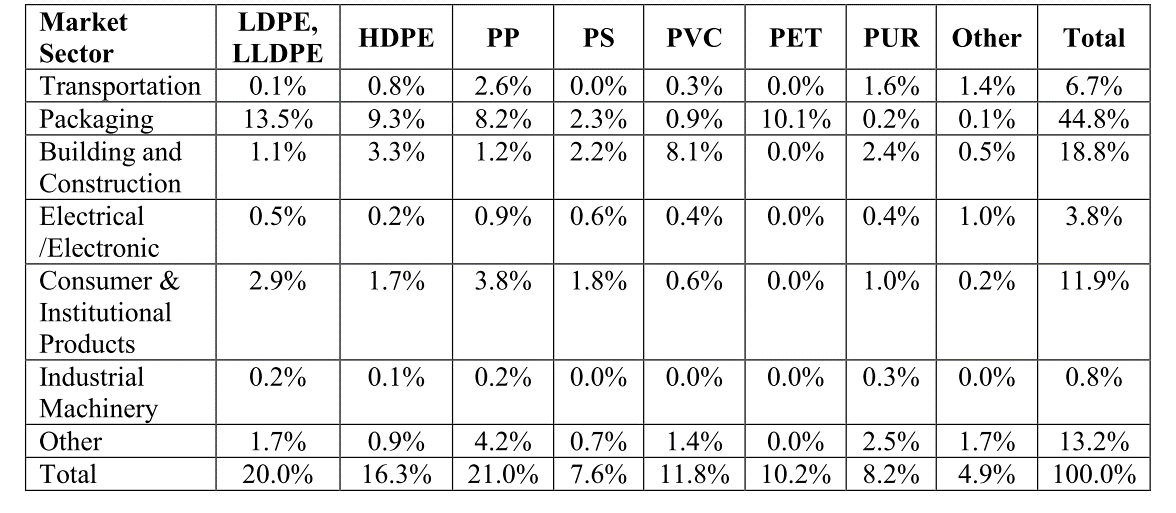 Market Sector LDPE, LLDPE HDPE PP PS PVC PET PUR Other Total
Transportation 0.1% 0.8% 2.6% 0.0% 0.3% 0.0% 1.6% 1.4% 6.7%
Packaging 13.5% 9.3% 8.2% 2.3% 0.9% 10.1% 0.2% 0.1% 44.8%
Building and Construction 1.1% 3.3% 1.2% 2.2% 8.1% 0.0% 2.4% 0.5% 18.8%
Electrical /Electronic 0.5% 0.2% 0.9% 0.6% 0.4% 0.0% 0.4% 1.0% 3.8%
Consumer & Institutional Products 2.9% 1.7% 3.8% 1.8% 0.6% 0.0% 1.0% 0.2% 11.9%
Industrial Machinery 0.2% 0.1% 0.2% 0.0% 0.0% 0.0% 0.3% 0.0% 0.8%
Other 1.7% 0.9% 4.2% 0.7% 1.4% 0.0% 2.5% 1.7% 13.2%
Total 20.0% 16.3% 21.0% 7.6% 11.8% 10.2% 8.2% 4.9% 100.0%